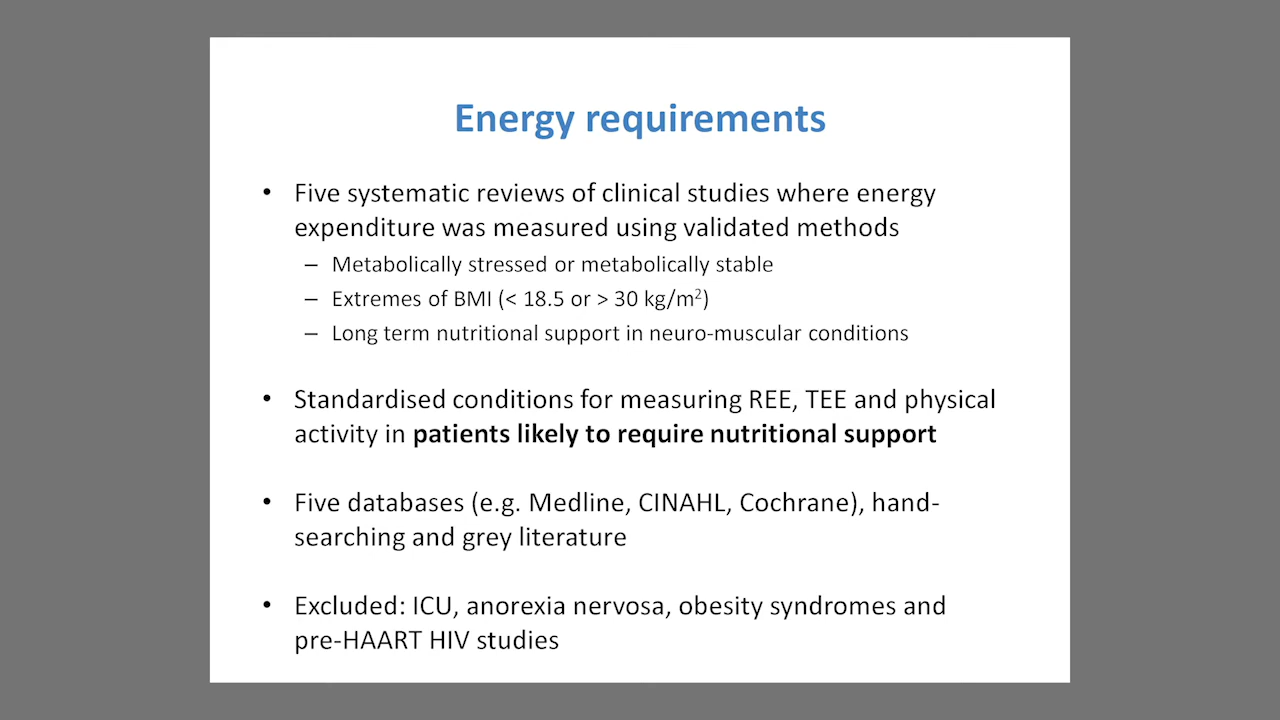 Energy requirements
• Five systematic reviews of clinical studies where energy
expenditure was measured using validated methods
– Metabolically stressed or metabolically stable
– Extremes of BMI (< 18.5 or > 30 kg/m²)
– Long term nutritional support in neuro-muscular conditions
• Standardised conditions for measuring REE, TEE and physical
activity in patients likely to require nutritional support
• Five databases (e.g. Medline, CINAHL, Cochrane), hand-
searching and grey literature
• Excluded: ICU, anorexia nervosa, obesity syndromes and
pre-HAART HIV studies